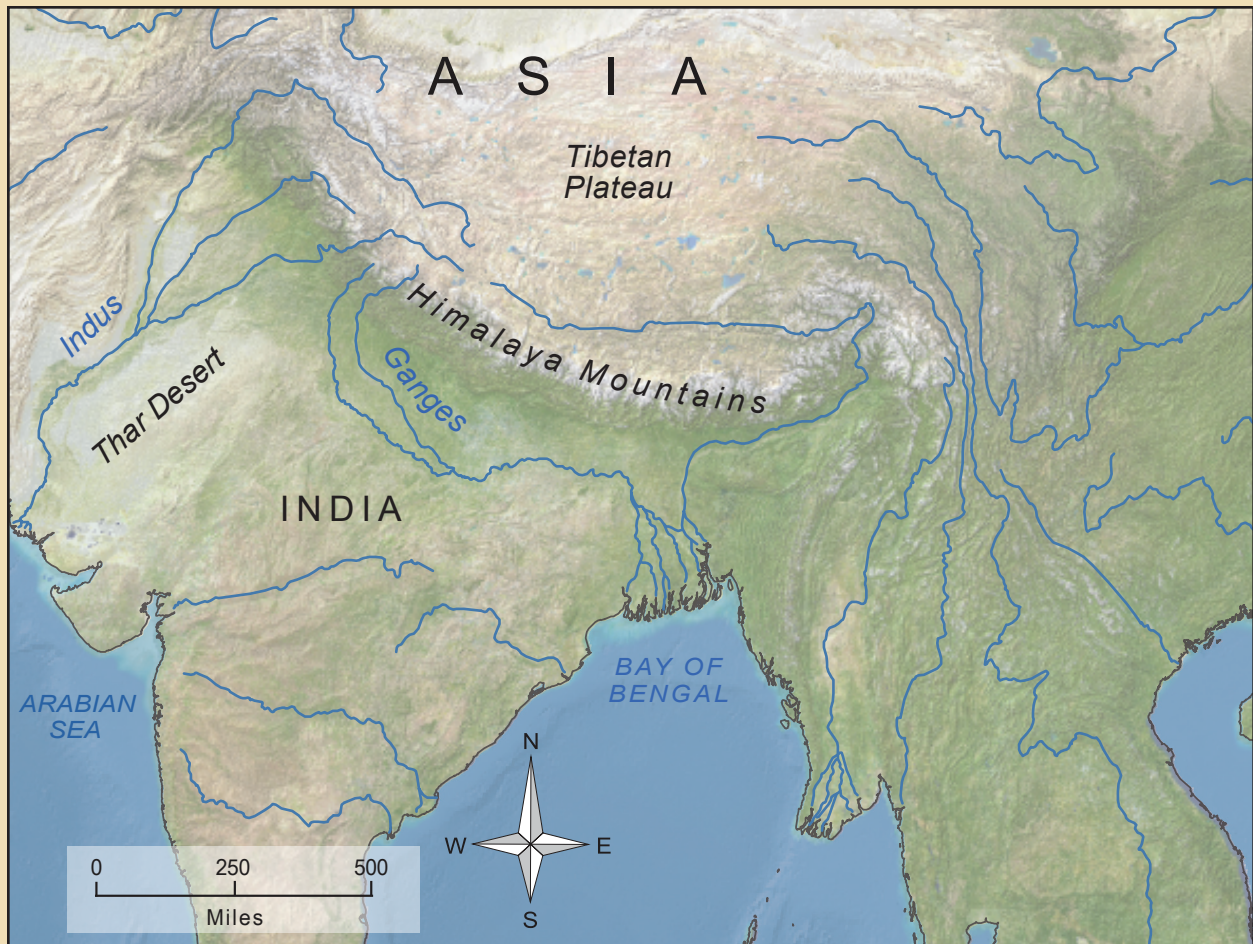 A S I A
Tibetan
Plateau
Indus
Himalaya Mountains
Ganges
Thar Desert
INDIA
BAY OF
BENGAL
ARABIAN
SEA
N
W
E
S
0 250 500
Miles